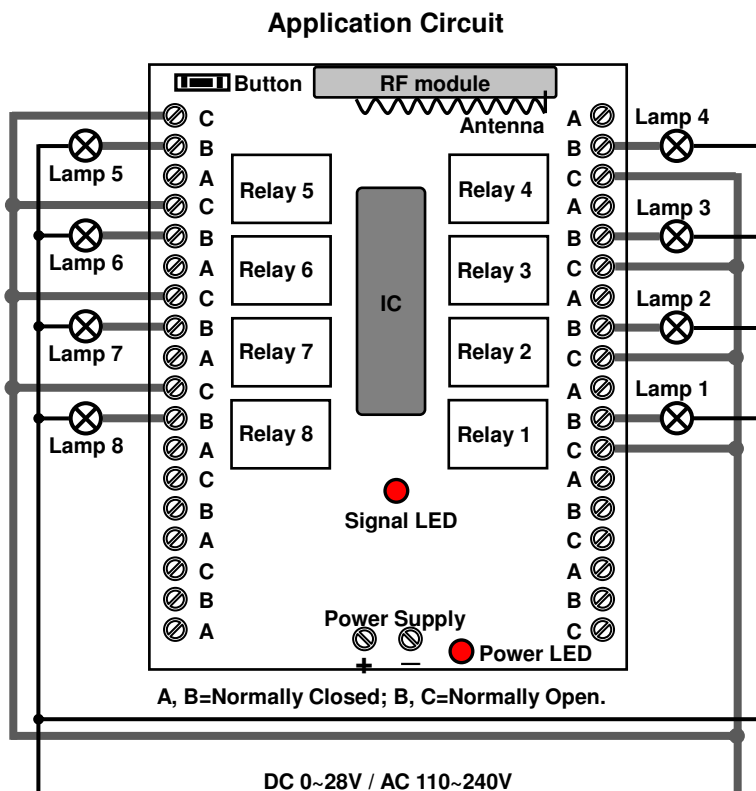 Application Circuit
Button
RF module
Antenna
C
B
A
C
B
A
C
B
A
C
B
A
C
B
A
C
B
A
Lamp 5
Lamp 6
Lamp 7
Lamp 8
Relay 5
Relay 6
Relay 7
Relay 8
IC
Relay 4
Relay 3
Relay 2
Relay 1
A
B
C
A
B
C
A
B
C
A
B
C
A
B
C
A
B
C
Lamp 4
Lamp 3
Lamp 2
Lamp 1
Signal LED
Power Supply
+ —
Power LED
A, B=Normally Closed; B, C=Normally Open.
DC 0~28V / AC 110~240V